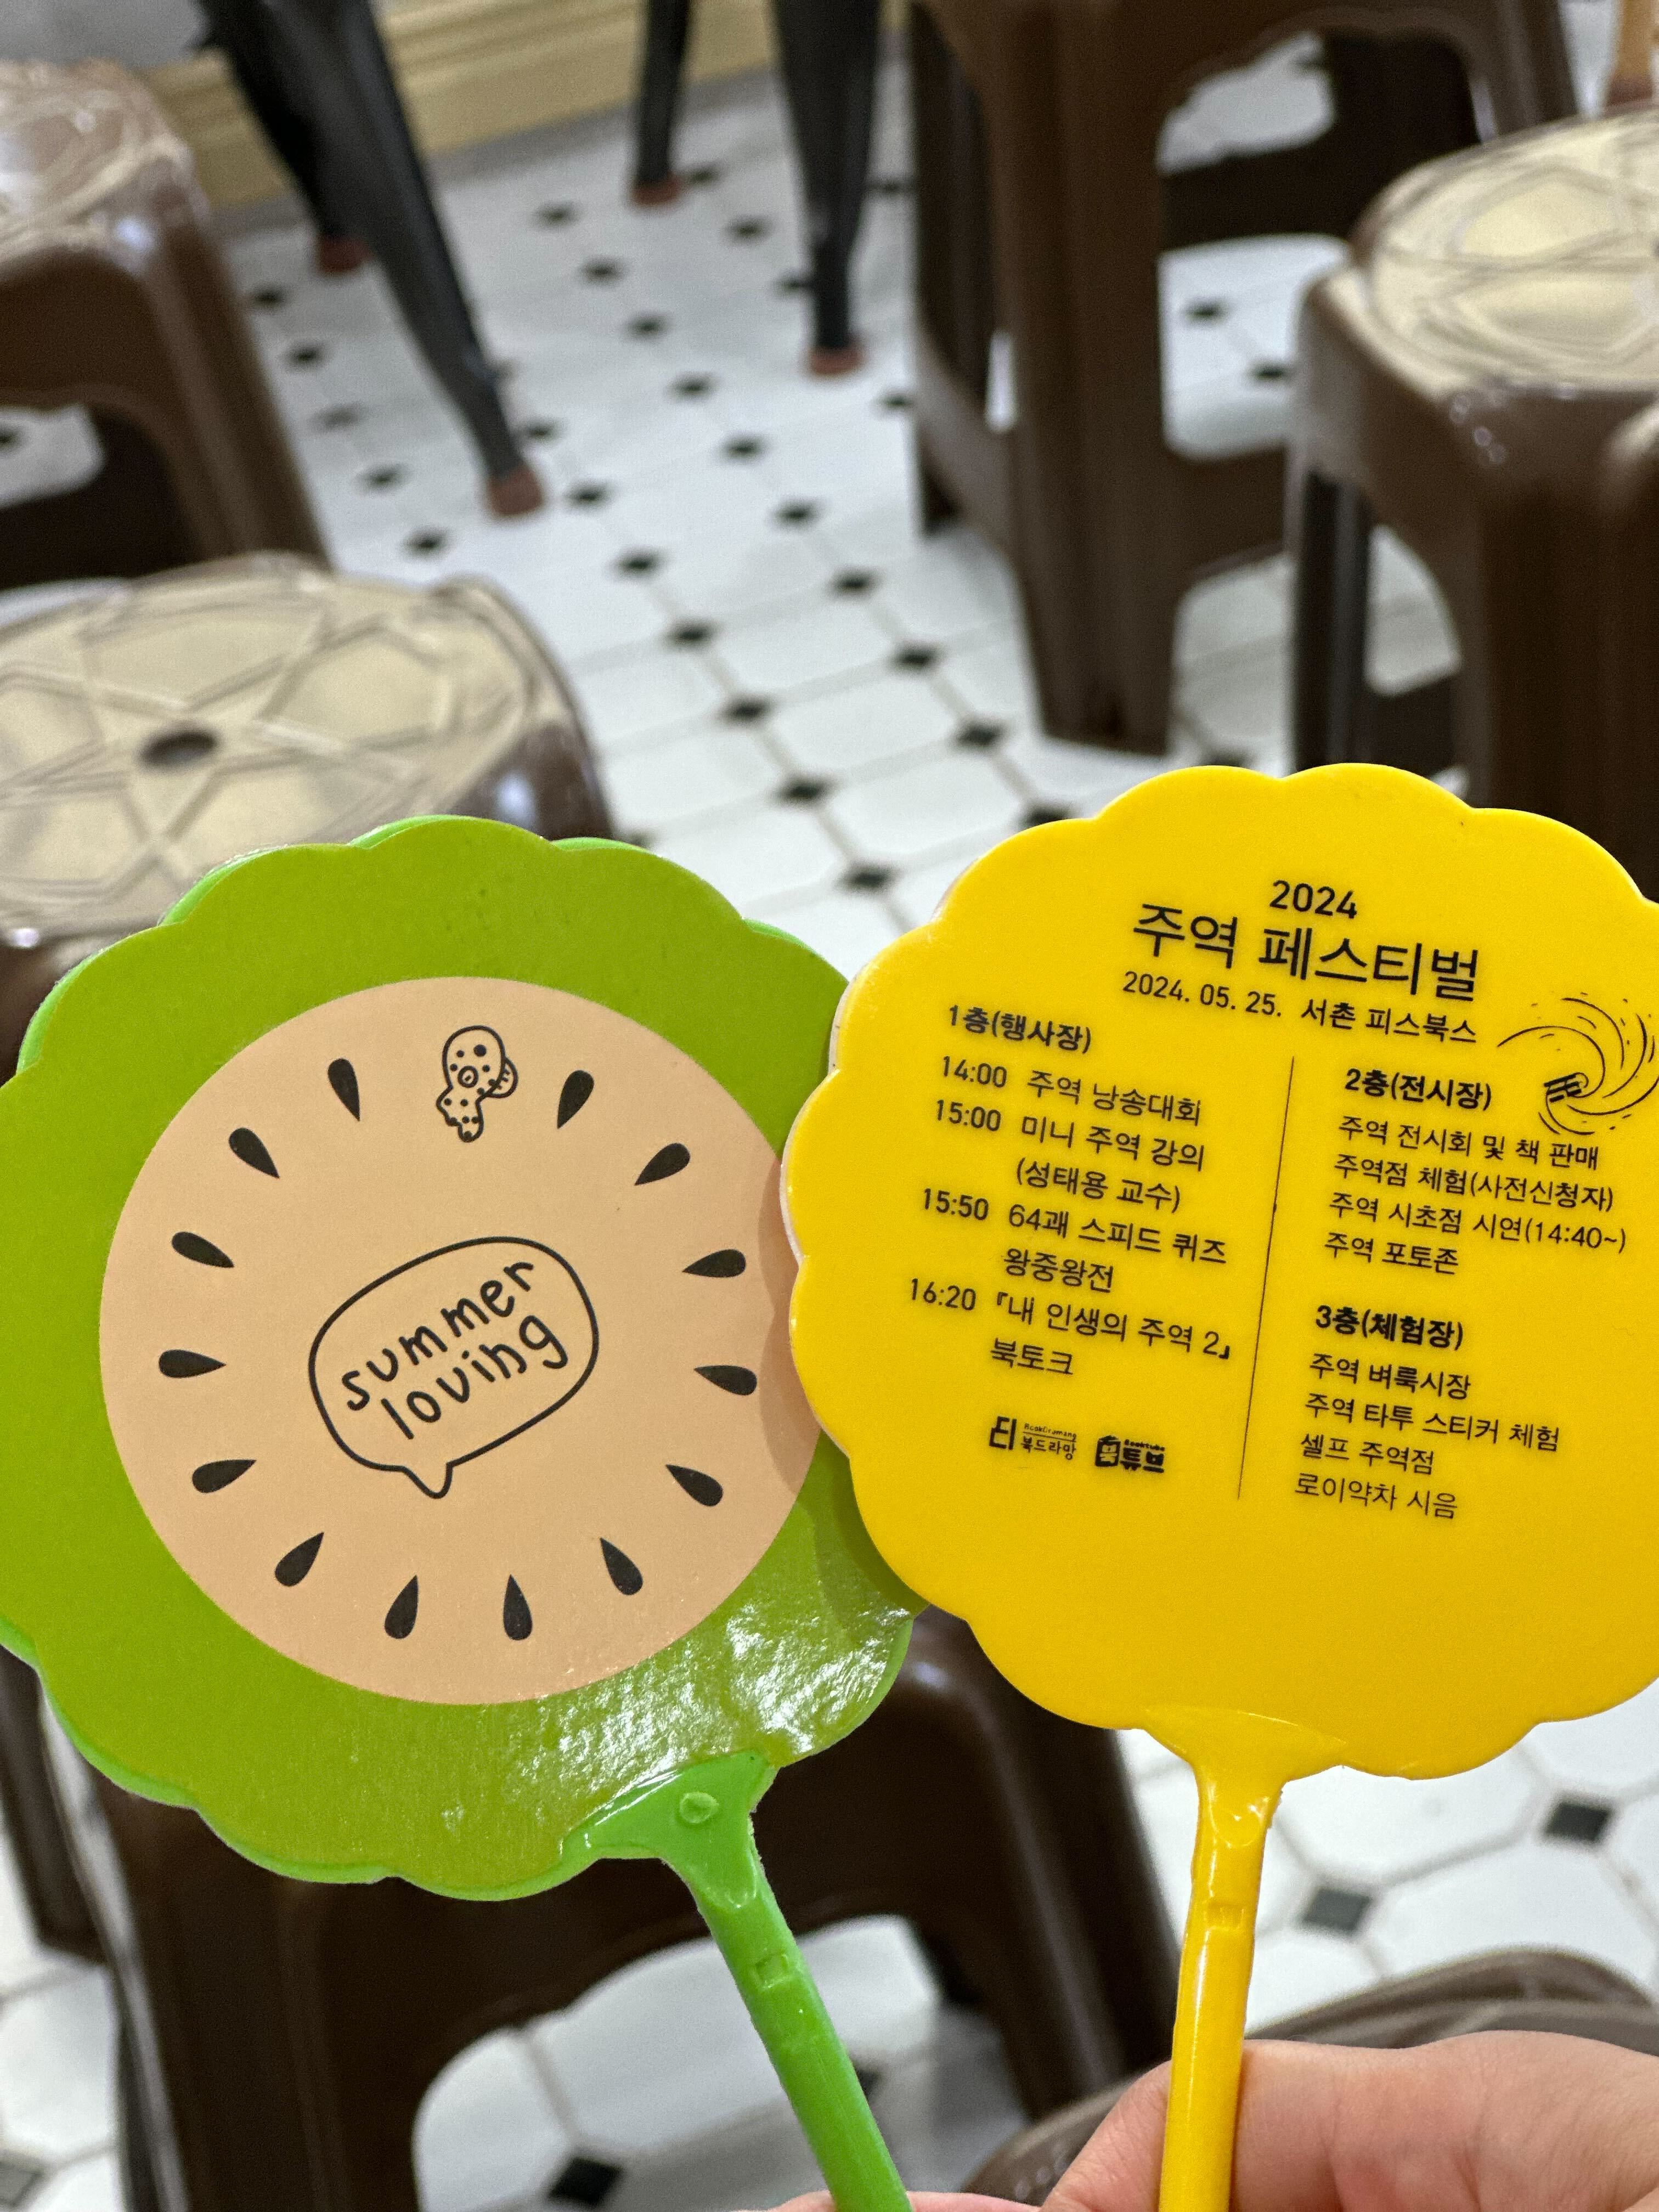 summer
loving
2024
주역 페스티벌
2024. 05. 25. 서촌 피스북스
1층(행사장)
14:00 주역 낭송대회
15:00 미니 주역 강의
(성태용 교수)
15:50 64괘 스피드 퀴즈
왕중왕전
16:20 『내 인생의 주역 2』
북토크
BookDramang
북드라망
Booktube
북튜브
2층(전시장)
주역 전시회 및 책 판매
주역점 체험(사전신청자)
주역 시초점 시연(14:40~)
주역 포토존
3층(체험장)
주역 벼룩시장
주역 타투 스티커 체험
셀프 주역점
로이약차 시음